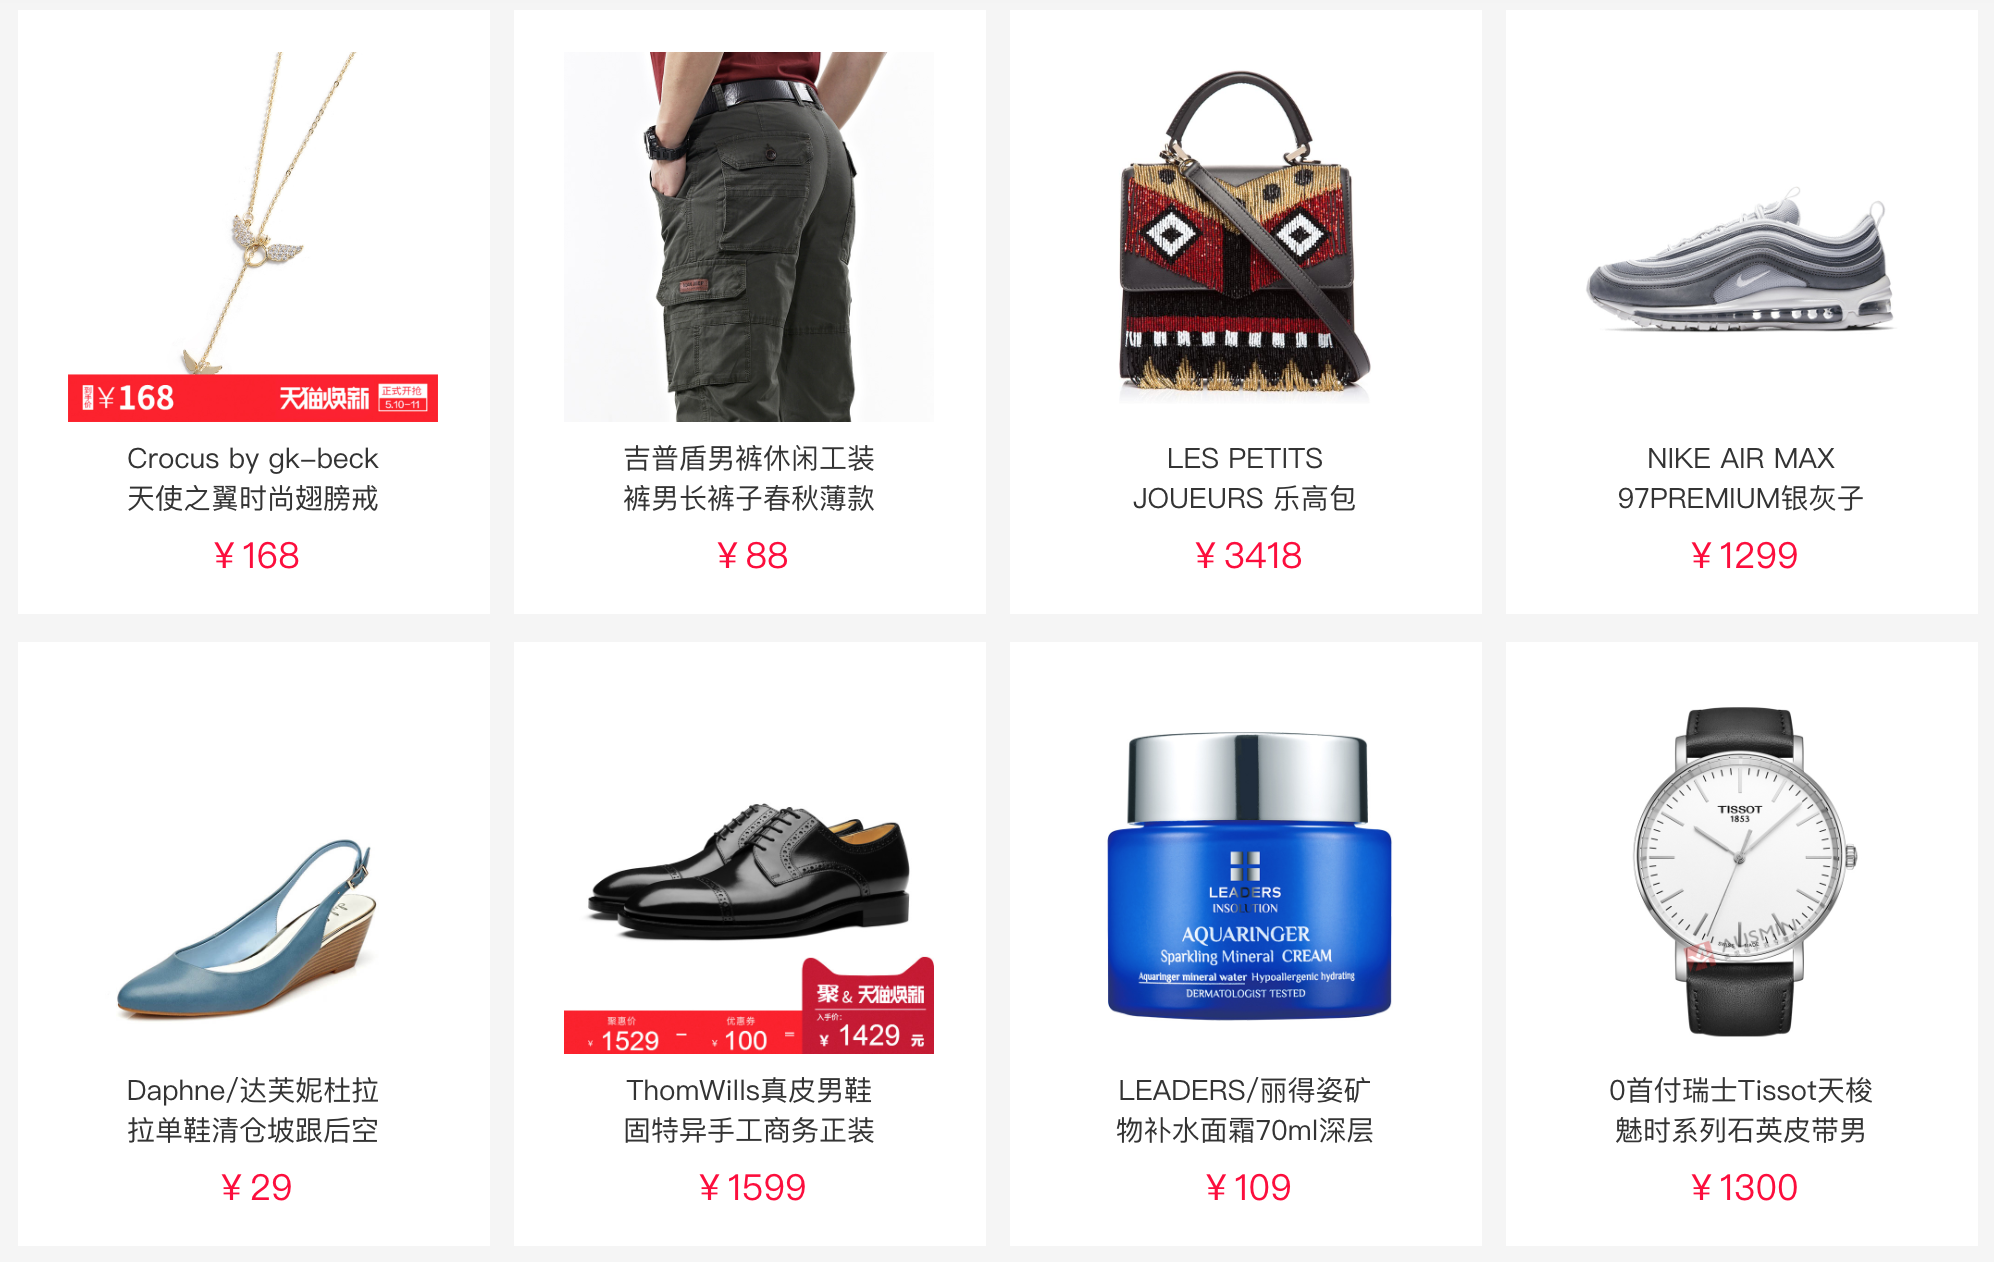 到手价 ¥168 天猫焕新 正式开抢 5.10-11
Crocus by gk-beck
天使之翼时尚翅膀戒
¥168
吉普盾男裤休闲工装
裤男长裤子春秋薄款
¥88
LES PETITS
JOUEURS 乐高包
¥3418
NIKE AIR MAX
97PREMIUM银灰子
¥1299
Daphne/达芙妮杜拉
拉单鞋清仓坡跟后空
¥29
聚&天猫焕新
聚惠价 优惠券 入手价:
¥1529 - ¥100 = ¥1429元
ThomWills真皮男鞋
固特异手工商务正装
¥1599
LEADERS
INSOLUTION
AQUARINGER
Sparkling Mineral CREAM
Aquaringer mineral water Hypoallergenic hydrating
DERMATOLOGIST TESTED
LEADERS/丽得姿矿
物补水面霜70ml深层
¥109
TISSOT
1853
0首付瑞士Tissot天梭
魅时系列石英皮带男
¥1300